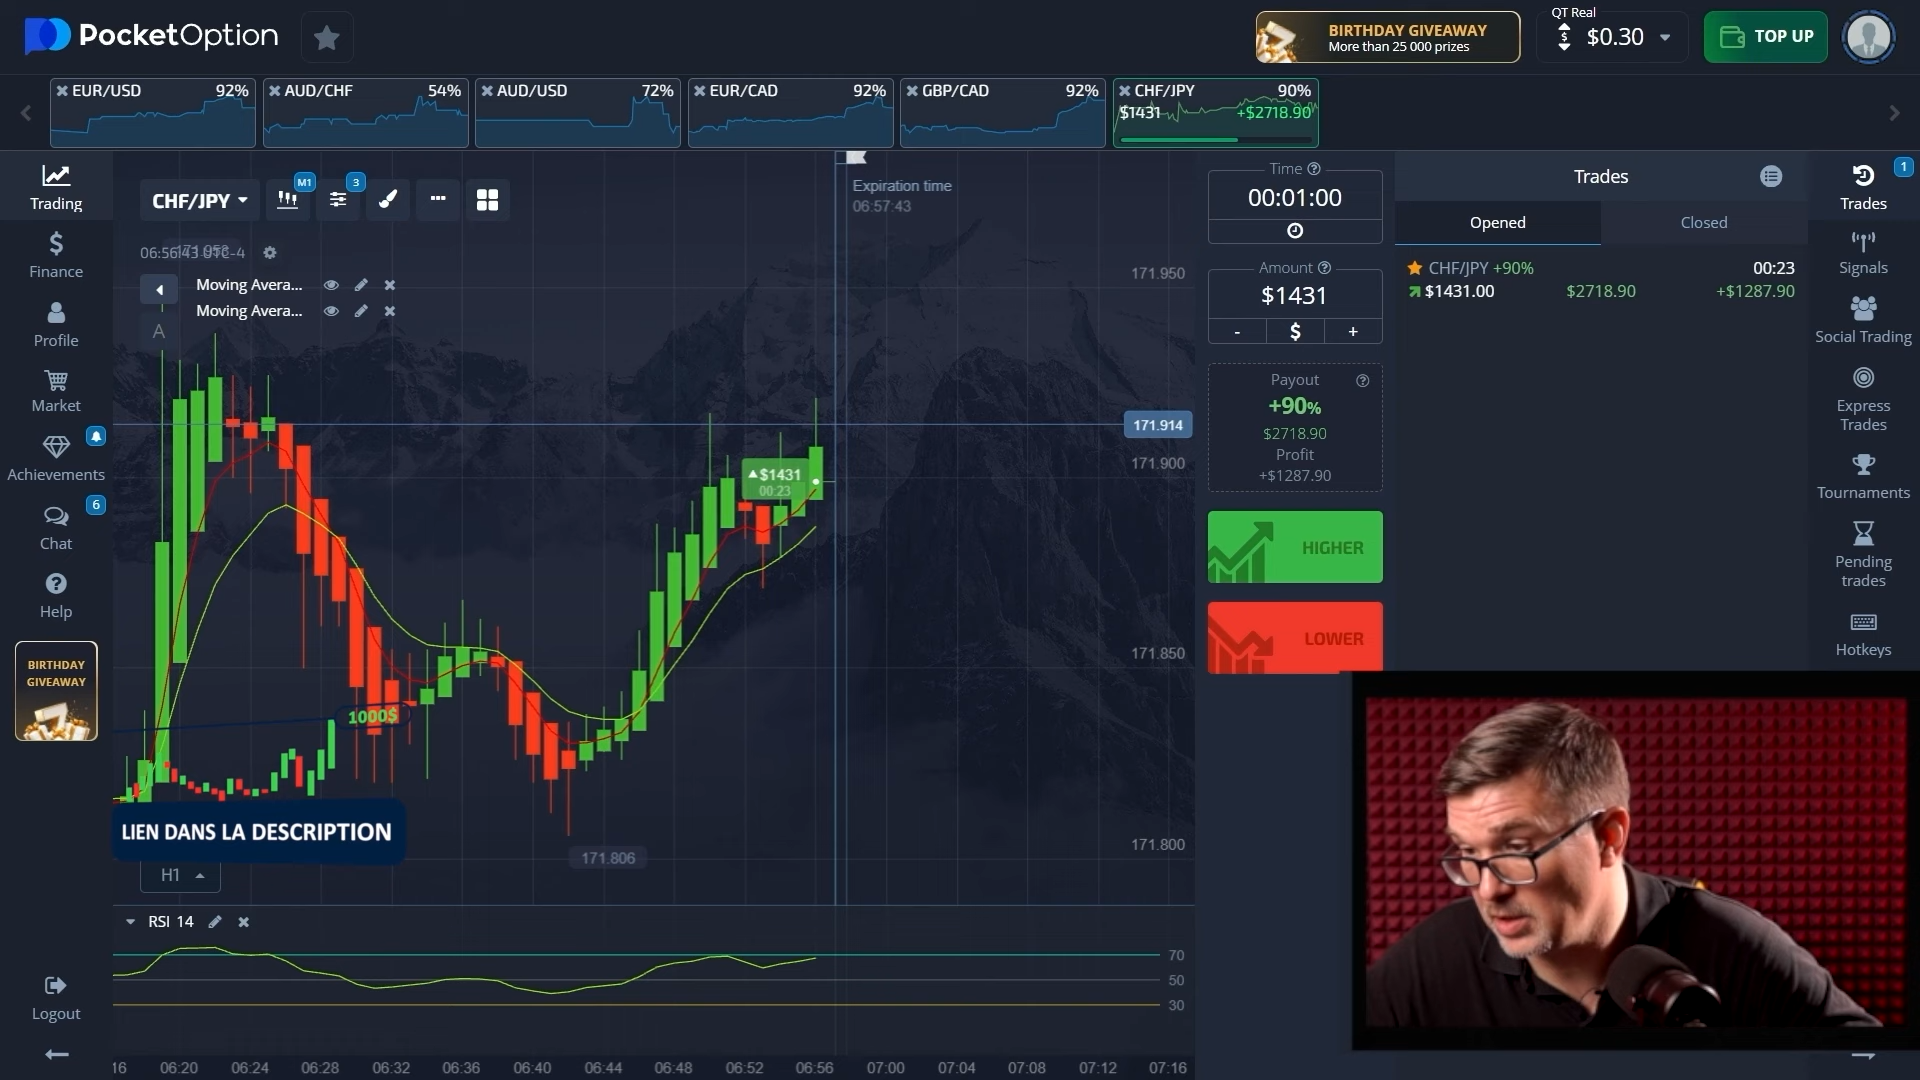 PocketOption
BIRTHDAY GIVEAWAY
More than 25 000 prizes
QT Real
$0.30
TOP UP
EUR/USD 92%
AUD/CHF 54%
AUD/USD 72%
EUR/CAD 92%
GBP/CAD 92%
CHF/JPY 90%
$1431 +$2718.90
Trading
Finance
Profile
Market
Achievements
Chat
6
Help
BIRTHDAY
GIVEAWAY
Logout
CHF/JPY
M1
3
06:56:43 UTC-4
Moving Avera...
Moving Avera...
A
Expiration time
06:57:43
171.950
171.914
171.900
171.850
171.800
$1431
00:23
1000$
LIEN DANS LA DESCRIPTION
171.806
H1
RSI 14
70
50
30
16 06:20 06:24 06:28 06:32 06:36 06:40 06:44 06:48 06:52 06:56 07:00 07:04 07:08 07:12 07:16
Time
00:01:00
Amount
$1431
- $ +
Payout
+90%
$2718.90
Profit
+$1287.90
HIGHER
LOWER
Trades
Opened Closed
CHF/JPY +90% 00:23
$1431.00 $2718.90 +$1287.90
1
Trades
Signals
Social Trading
Express
Trades
Tournaments
Pending
trades
Hotkeys